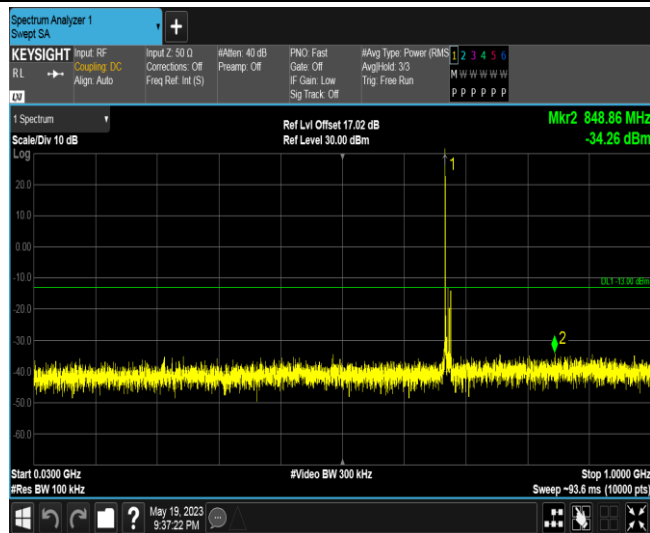 Spectrum Analyzer 1
Swept SA
+
KEYSIGHT Input: RF Input Z: 50 Ω #Atten: 40 dB PNO: Fast #Avg Type: Power (RMS 1 2 3 4 5 6
RL Coupling: DC Corrections: Off Preamp: Off Gate: Off Avg|Hold: 3/3 M W W W W W
Align: Auto Freq Ref: Int (S) IF Gain: Low Trig: Free Run
Sig Track: Off P P P P P P
LXI
1 Spectrum Ref Lvl Offset 17.02 dB Mkr2 848.86 MHz
Scale/Div 10 dB Ref Level 30.00 dBm -34.26 dBm
Log
1
20.0
10.0
0.00
-10.0
DL1 -13.00 dBm
-20.0
-30.0
2
-40.0
-50.0
-60.0
Start 0.0300 GHz #Video BW 300 kHz Stop 1.0000 GHz
#Res BW 100 kHz Sweep ~93.6 ms (10000 pts)
? May 19, 2023
9:37:22 PM